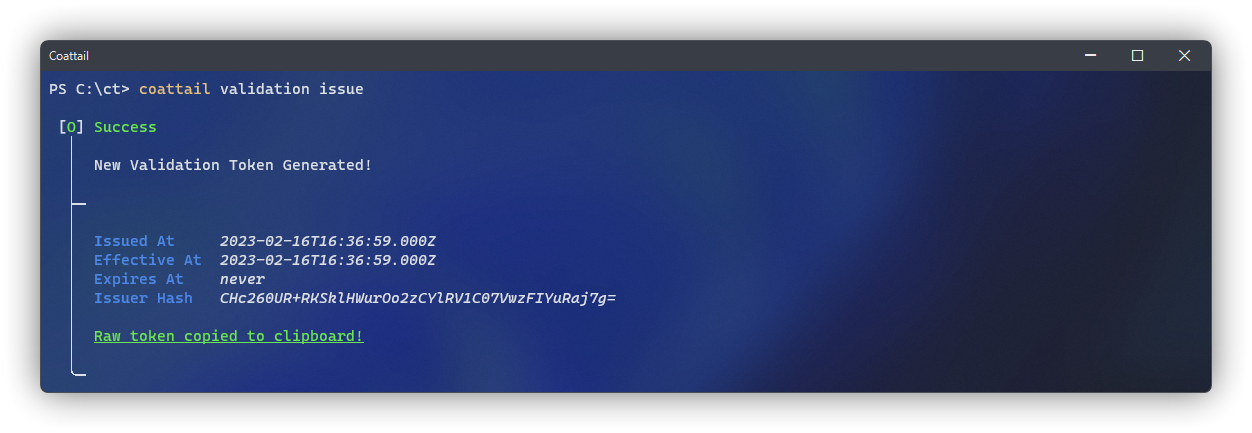 Coattail
PS C:\ct> coattail validation issue
[O] Success
New Validation Token Generated!
Issued At 2023-02-16T16:36:59.000Z
Effective At 2023-02-16T16:36:59.000Z
Expires At never
Issuer Hash CHc260UR+RKSklHWurOo2zCYlRV1C07VwzFIYuRaj7g=
Raw token copied to clipboard!